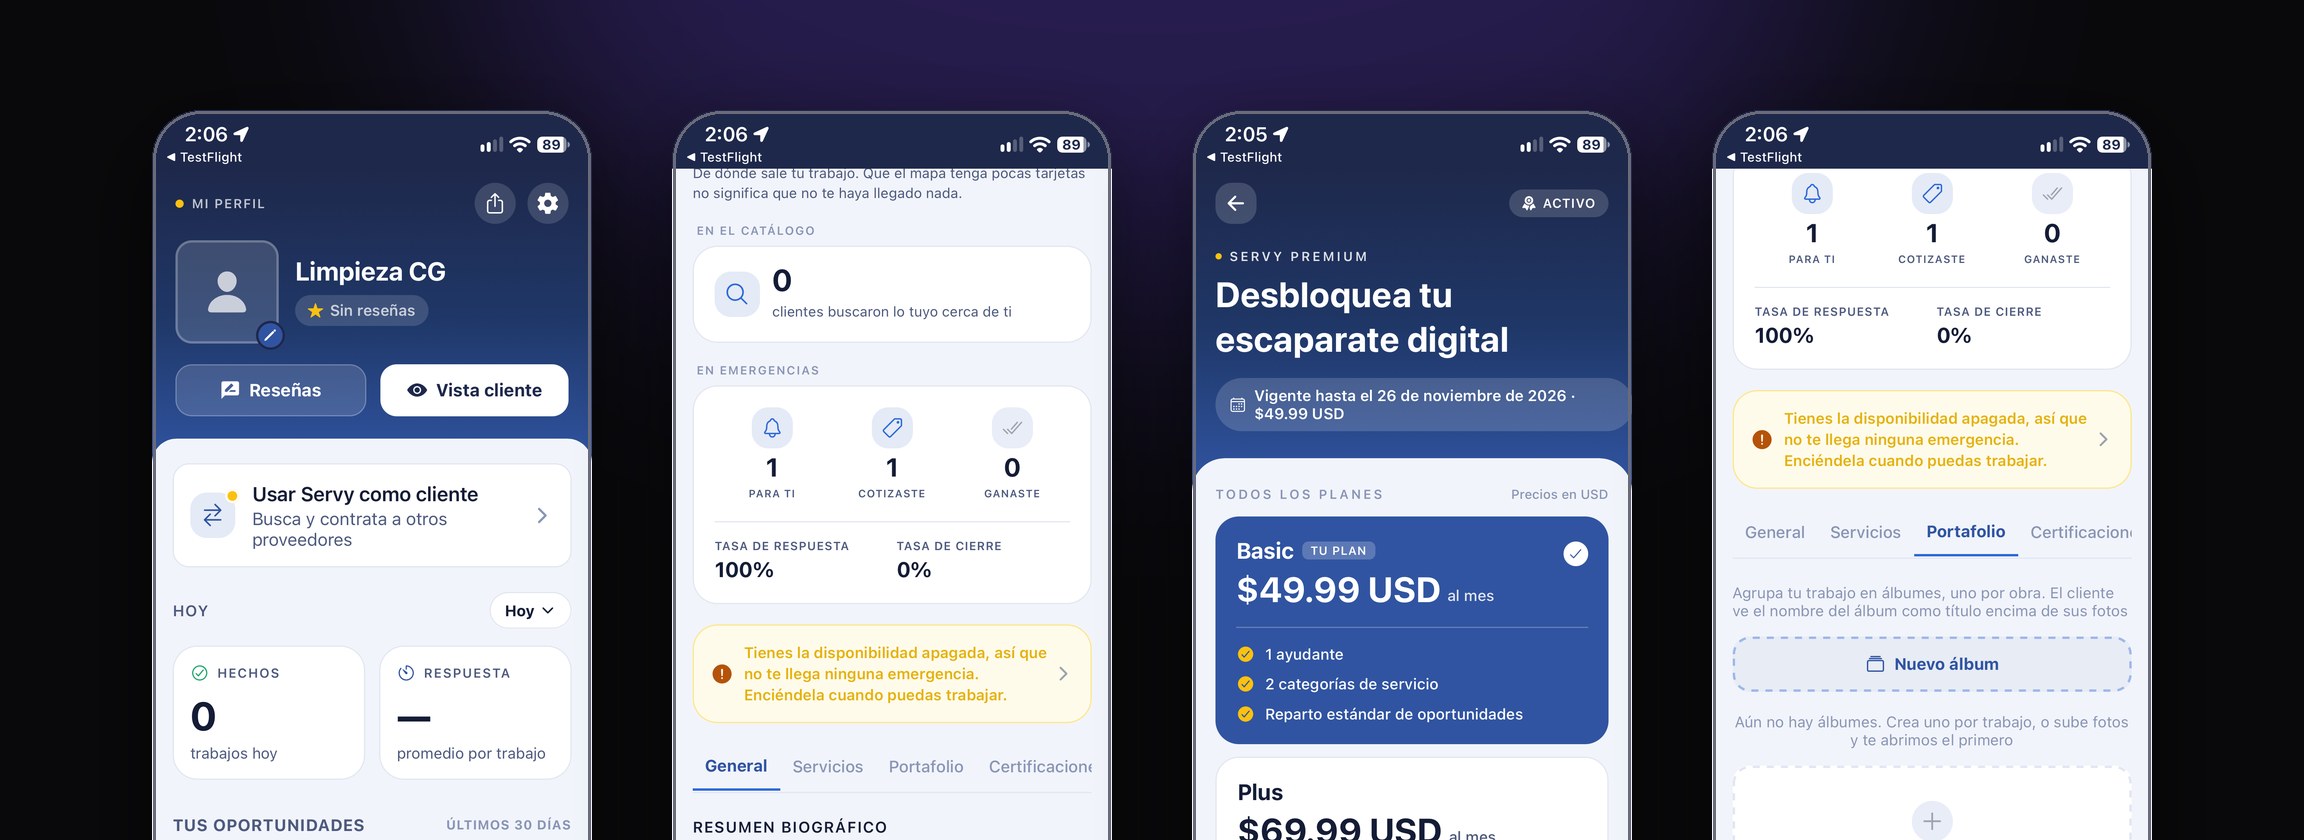 2:06
89
TestFlight
MI PERFIL
Limpieza CG
Sin reseñas
Reseñas
Vista cliente
Usar Servy como cliente
Busca y contrata a otros
proveedores
HOY
Hoy
HECHOS
0
trabajos hoy
RESPUESTA
—
promedio por trabajo
TUS OPORTUNIDADES
ÚLTIMOS 30 DÍAS
2:06
89
TestFlight
De dónde sale tu trabajo. Que el mapa tenga pocas tarjetas
no significa que no te haya llegado nada.
EN EL CATÁLOGO
0
clientes buscaron lo tuyo cerca de ti
EN EMERGENCIAS
1
PARA TI
1
COTIZASTE
0
GANASTE
TASA DE RESPUESTA
100%
TASA DE CIERRE
0%
Tienes la disponibilidad apagada, así que
no te llega ninguna emergencia.
Enciéndela cuando puedas trabajar.
General
Servicios
Portafolio
Certificacione
RESUMEN BIOGRÁFICO
2:05
89
TestFlight
ACTIVO
SERVY PREMIUM
Desbloquea tu
escaparate digital
Vigente hasta el 26 de noviembre de 2026 ·
$49.99 USD
TODOS LOS PLANES
Precios en USD
Basic
TU PLAN
$49.99 USD al mes
1 ayudante
2 categorías de servicio
Reparto estándar de oportunidades
Plus
$69.99 USD al mes
2:06
89
TestFlight
1
PARA TI
1
COTIZASTE
0
GANASTE
TASA DE RESPUESTA
100%
TASA DE CIERRE
0%
Tienes la disponibilidad apagada, así que
no te llega ninguna emergencia.
Enciéndela cuando puedas trabajar.
General
Servicios
Portafolio
Certificacione
Agrupa tu trabajo en álbumes, uno por obra. El cliente
ve el nombre del álbum como título encima de sus fotos
Nuevo álbum
Aún no hay álbumes. Crea uno por trabajo, o sube fotos
y te abrimos el primero